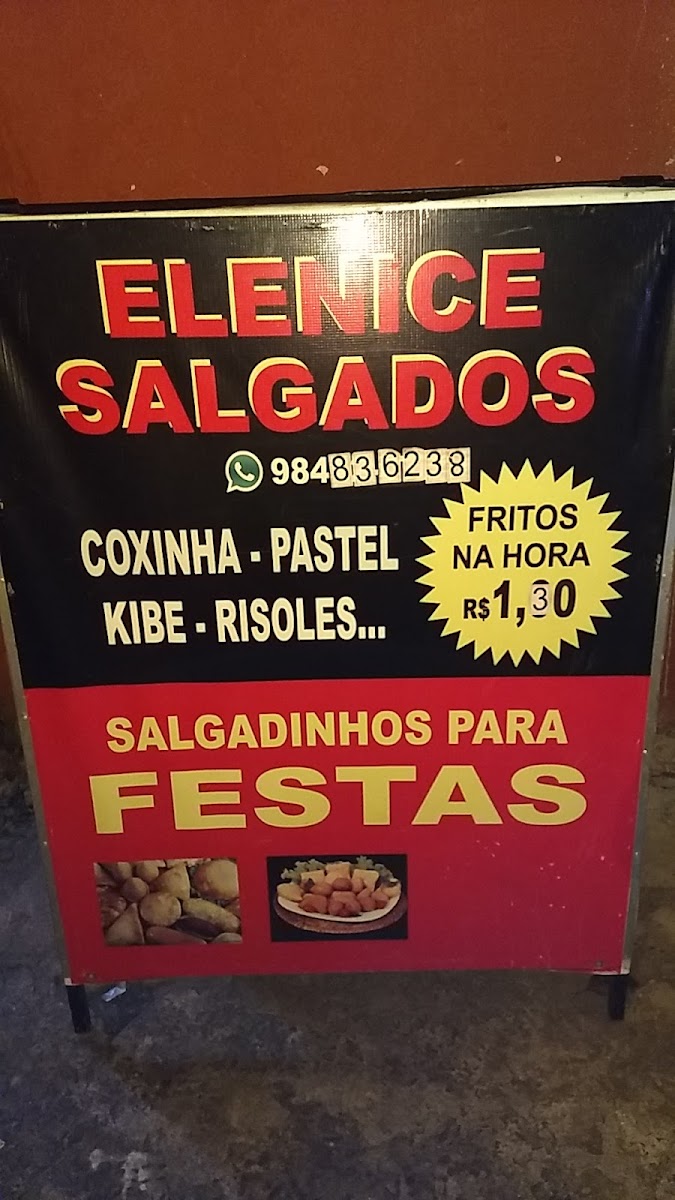 ELENICE
SALGADOS
984836238
COXINHA - PASTEL
KIBE - RISOLES...
FRITOS
NA HORA
R$1,30
SALGADINHOS PARA
FESTAS